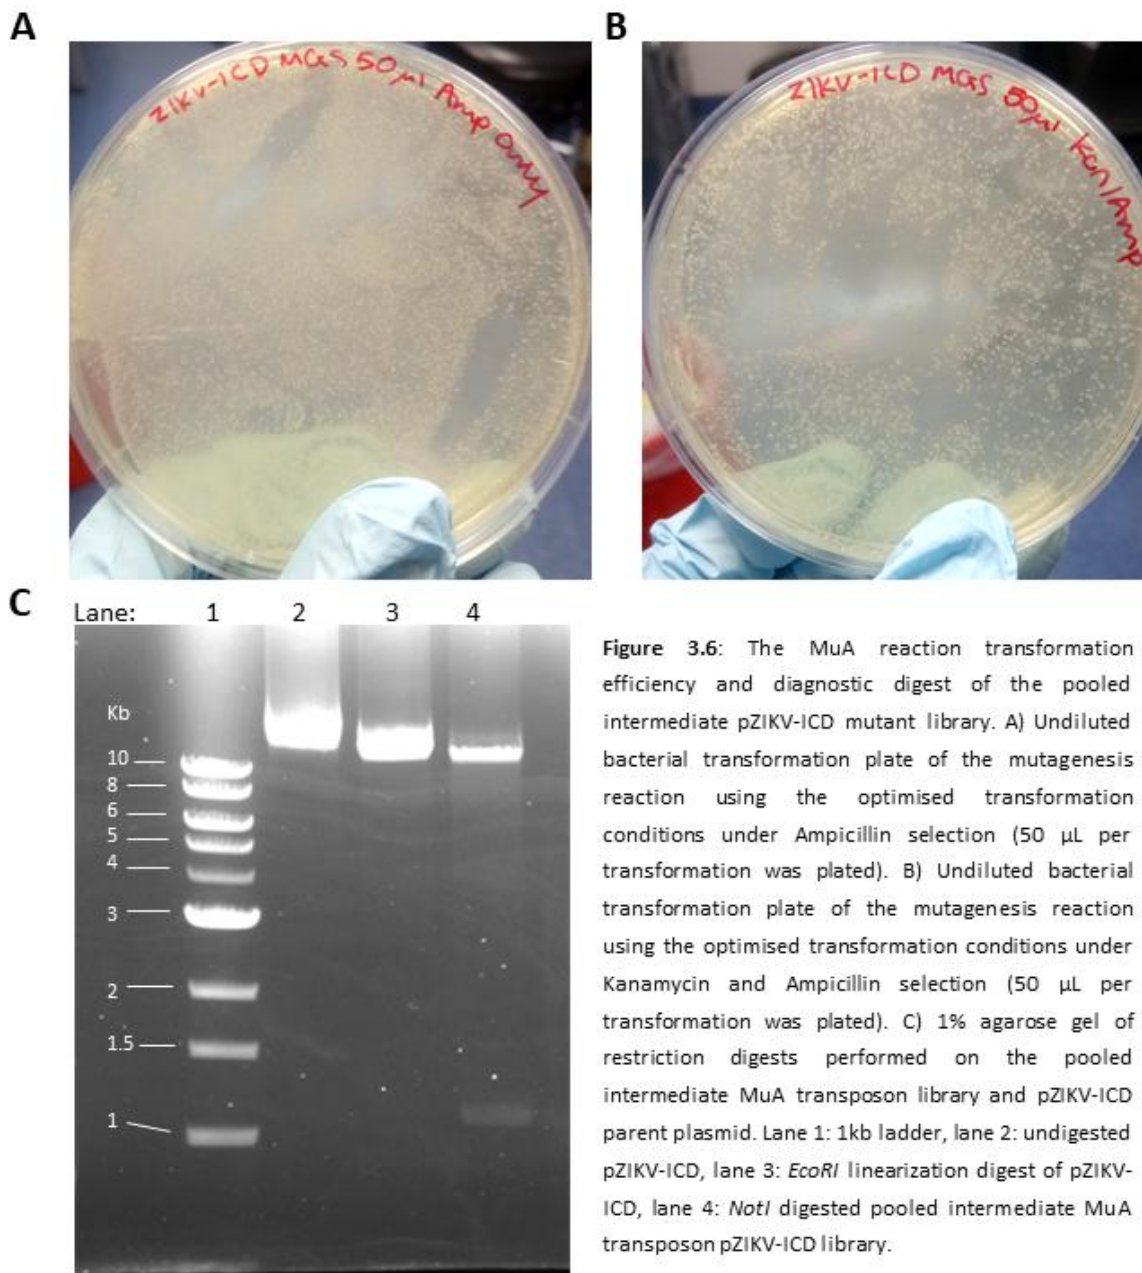 A
B
ZIKV-ICD MGS 50µl Amp only
ZIKV-ICD MGS 50µl Kan/Amp
C
Lane: 1 2 3 4
Kb
10
8
6
5
4
3
2
1.5
1
Figure 3.6: The MuA reaction transformation
efficiency and diagnostic digest of the pooled
intermediate pZIKV-ICD mutant library. A) Undiluted
bacterial transformation plate of the mutagenesis
reaction using the optimised transformation
conditions under Ampicillin selection (50 µL per
transformation was plated). B) Undiluted bacterial
transformation plate of the mutagenesis reaction
using the optimised transformation conditions under
Kanamycin and Ampicillin selection (50 µL per
transformation was plated). C) 1% agarose gel of
restriction digests performed on the pooled
intermediate MuA transposon library and pZIKV-ICD
parent plasmid. Lane 1: 1kb ladder, lane 2: undigested
pZIKV-ICD, lane 3: EcoRI linearization digest of pZIKV-
ICD, lane 4: NotI digested pooled intermediate MuA
transposon pZIKV-ICD library.